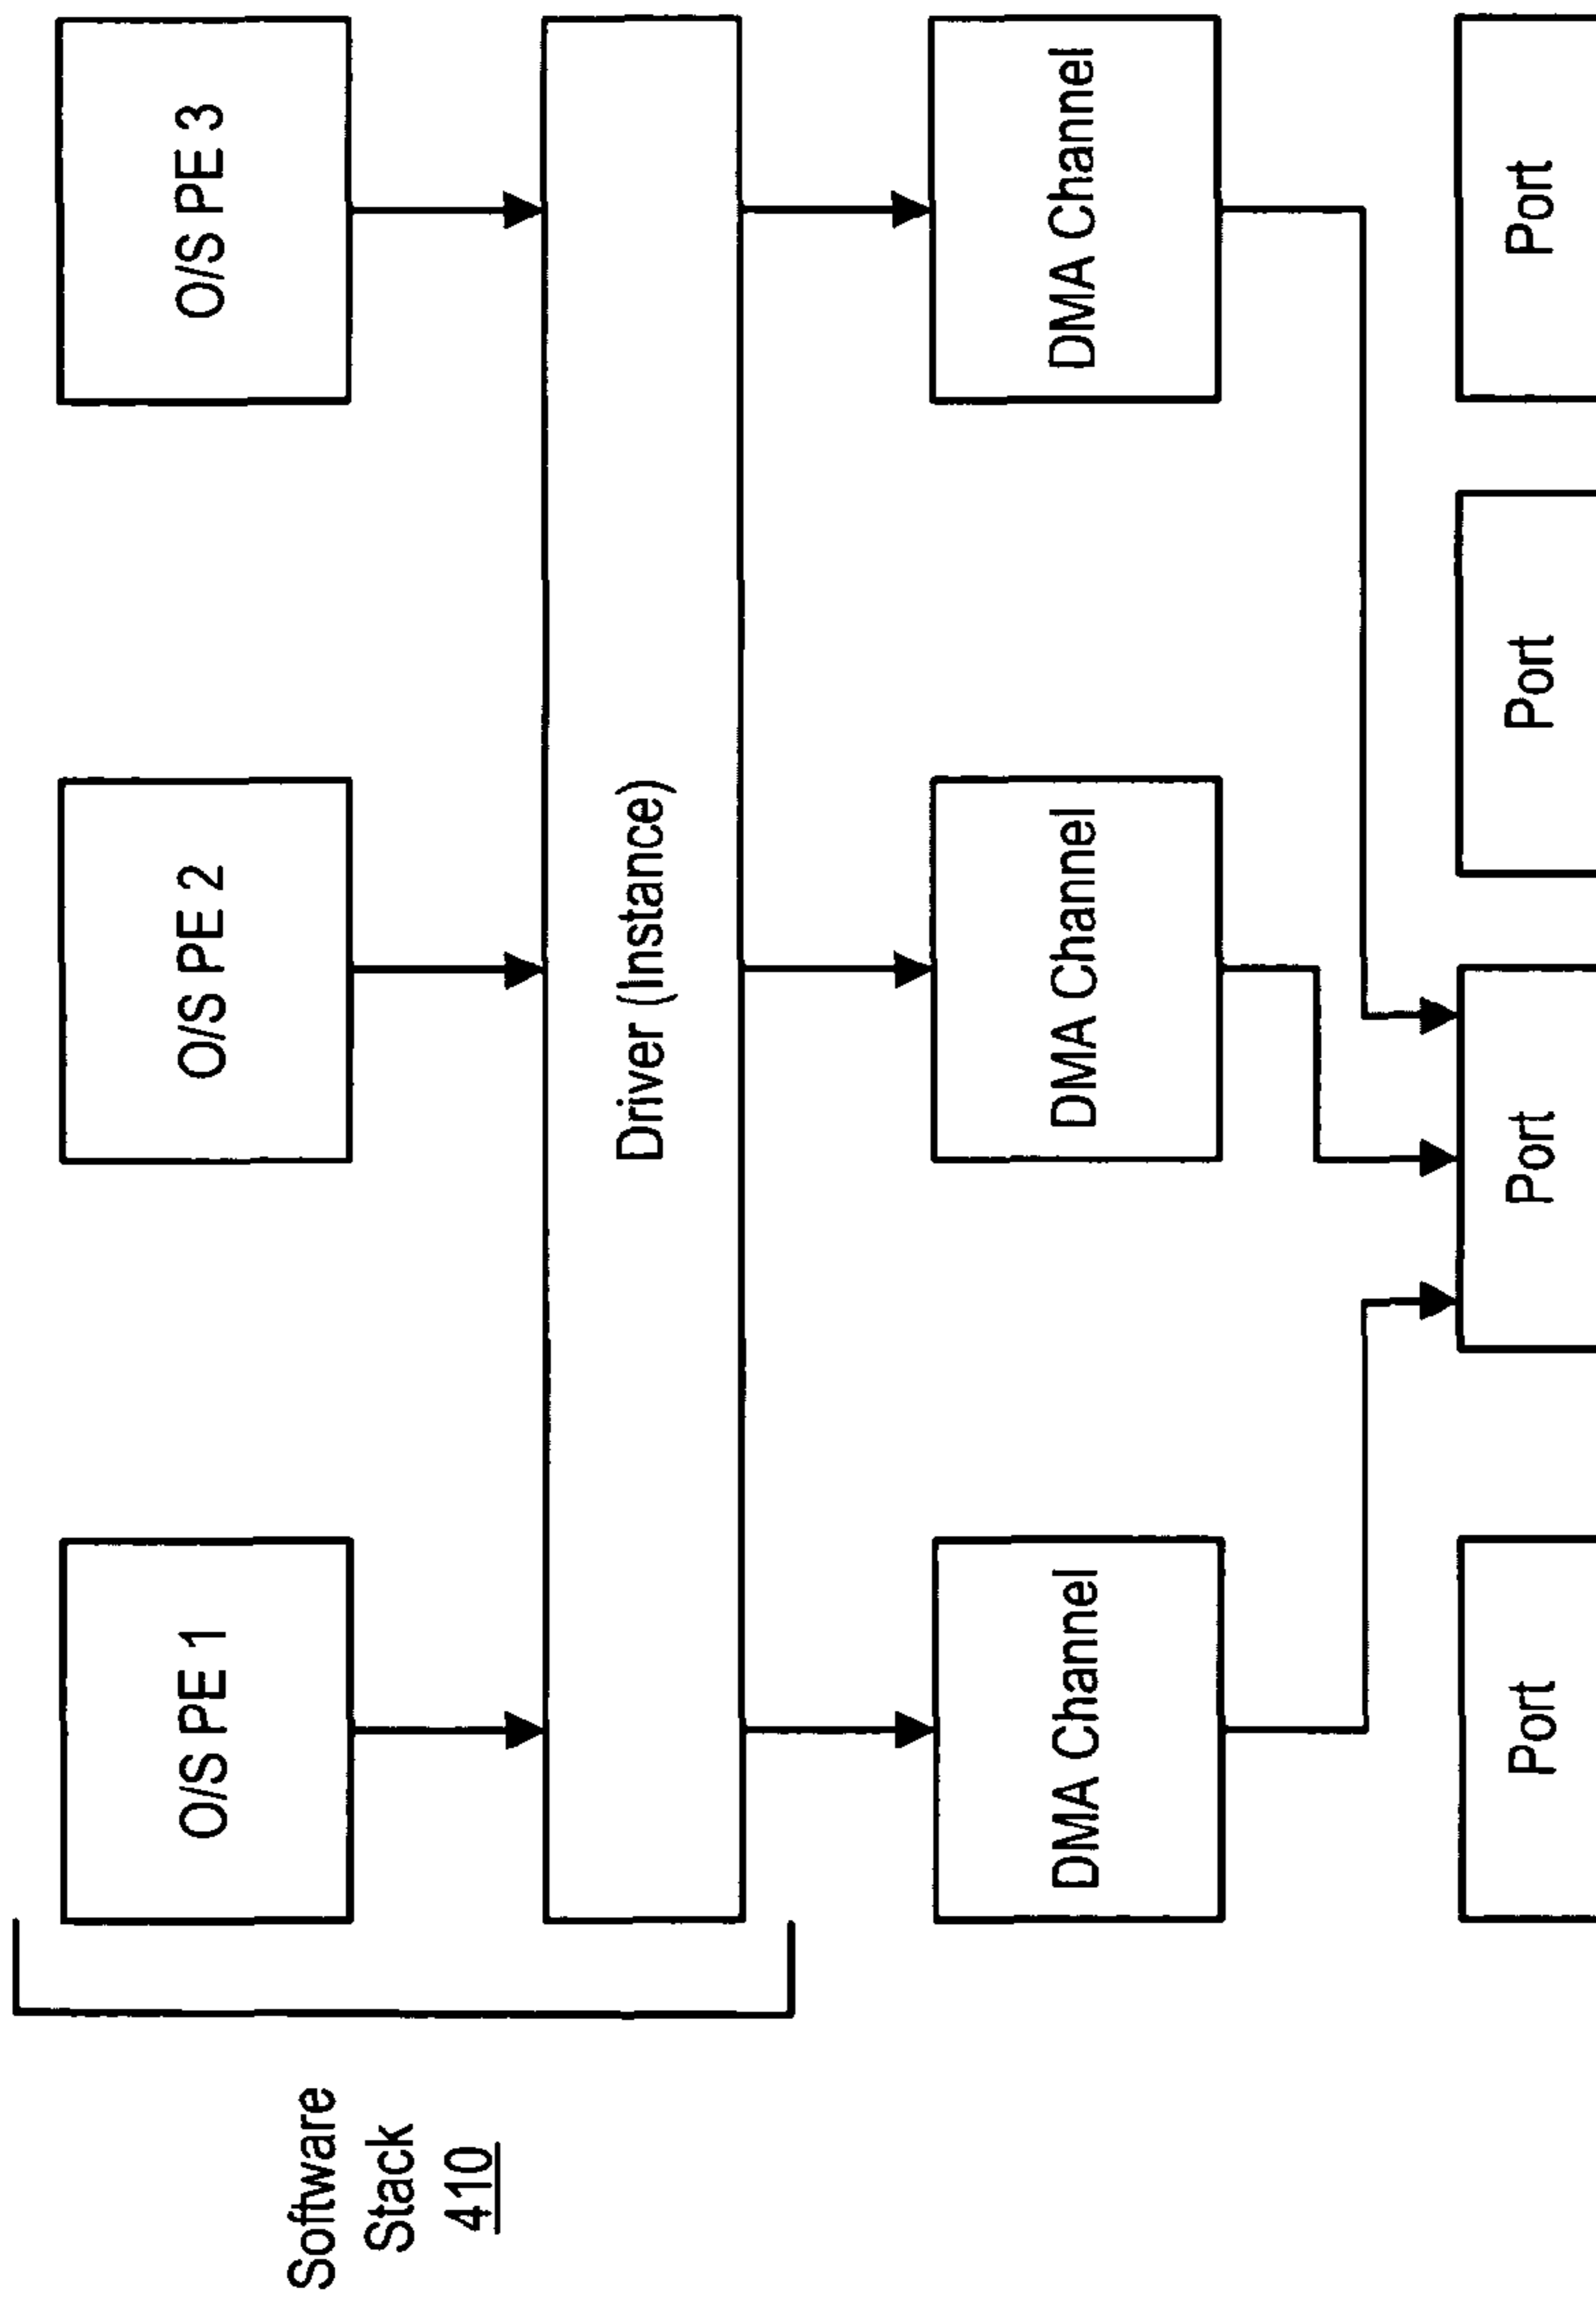 O/S PE 1
O/S PE 2
O/S PE 3
Software
Stack
410
Driver (Instance)
DMA Channel
DMA Channel
DMA Channel
Port
Port
Port
Port